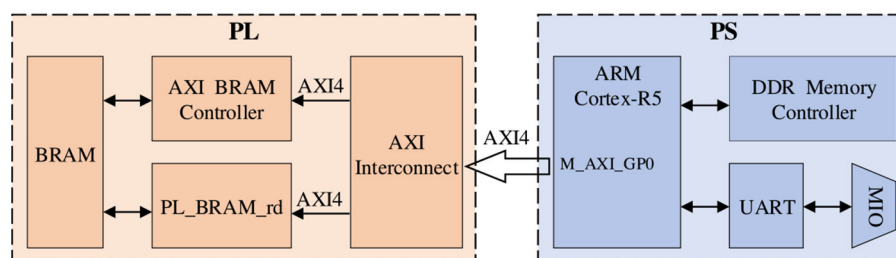 PL
BRAM
AXI BRAM
Controller
PL_BRAM_rd
AXI4
AXI4
AXI
Interconnect
AXI4
PS
ARM
Cortex-R5
M_AXI_GP0
DDR Memory
Controller
UART
MIO